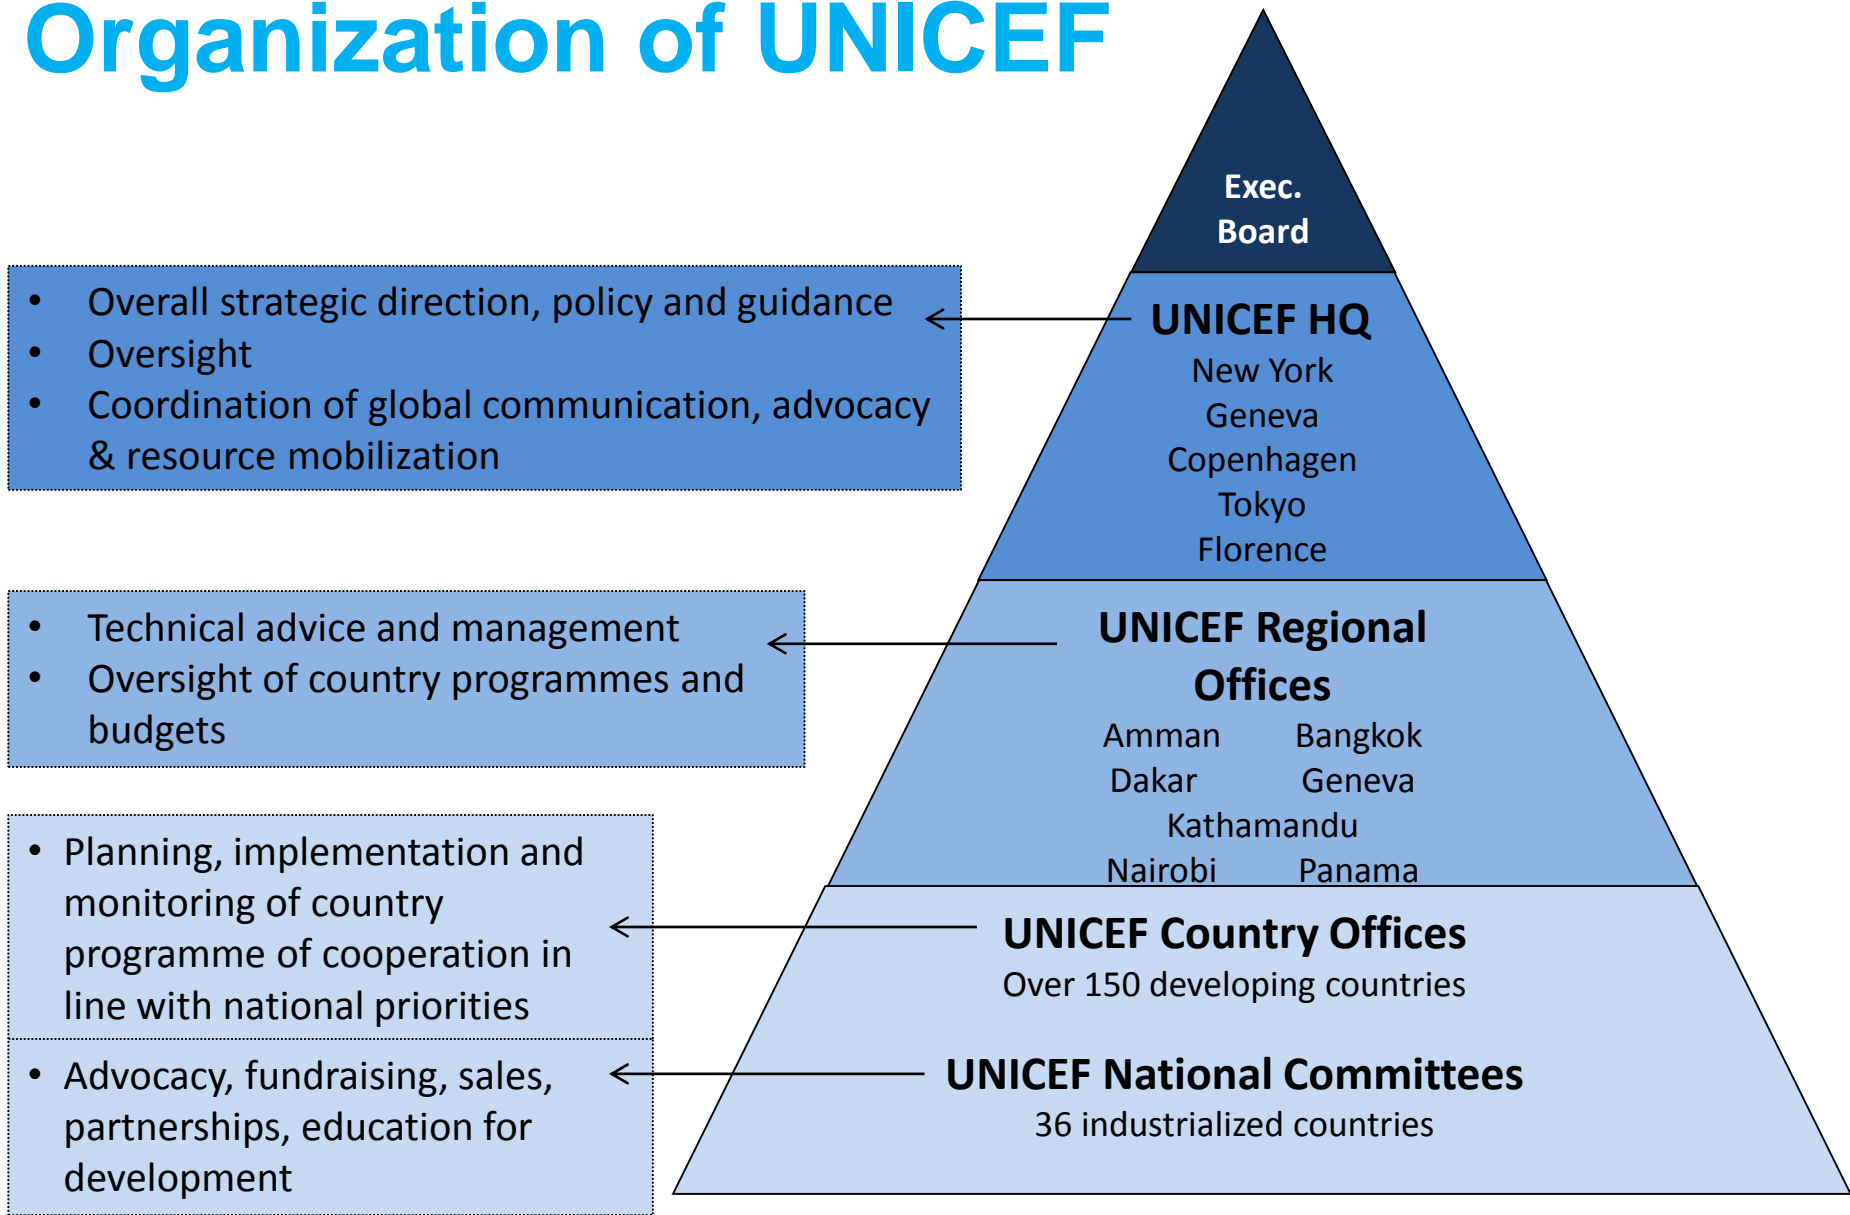 Organization of UNICEF
Exec.
Board
• Overall strategic direction, policy and guidance
• Oversight
• Coordination of global communication, advocacy
& resource mobilization
UNICEF HQ
New York
Geneva
Copenhagen
Tokyo
Florence
• Technical advice and management
• Oversight of country programmes and
budgets
UNICEF Regional
Offices
Amman Bangkok
Dakar Geneva
Kathamandu
Nairobi Panama
• Planning, implementation and
monitoring of country
programme of cooperation in
line with national priorities
UNICEF Country Offices
Over 150 developing countries
• Advocacy, fundraising, sales,
partnerships, education for
development
UNICEF National Committees
36 industrialized countries